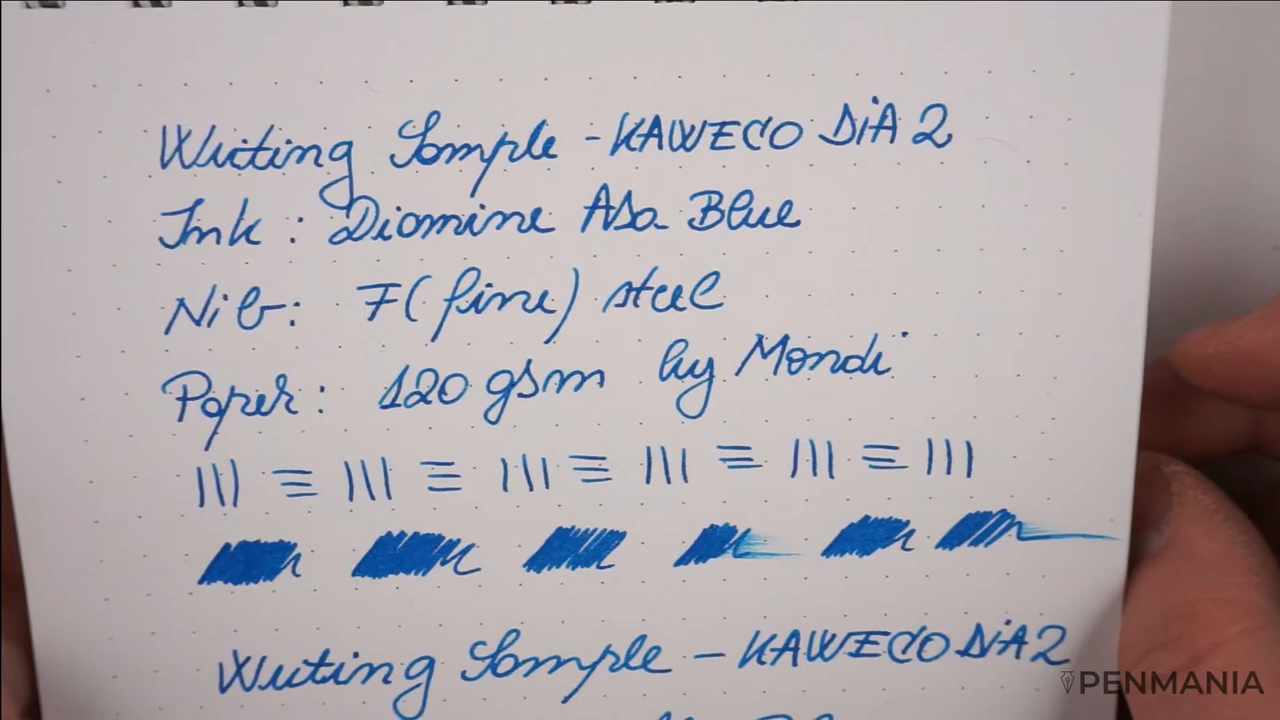 Writing Sample - KAWECO DiA 2
Ink : Diamine Asa Blue
Nib: F (fine) steel
Paper: 120 gsm by Mondi
Writing Sample - KAWECO DiA 2
PENMANIA